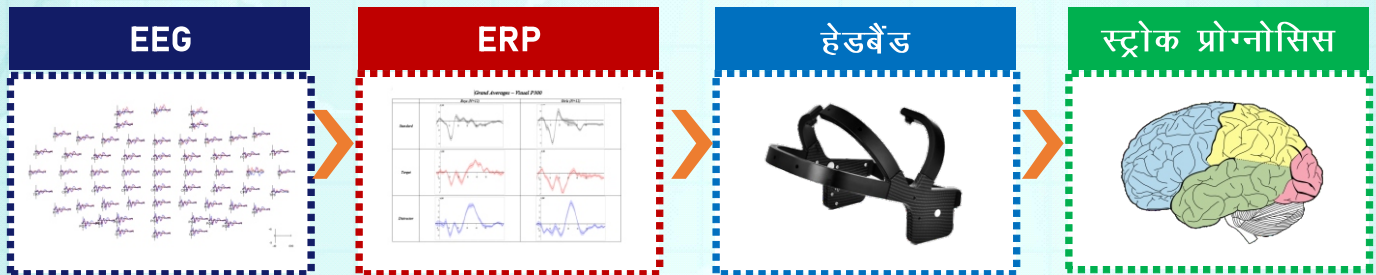 EEG
ERP
हेडबैंड
स्ट्रोक प्रोग्नोसिस
Grand Averages – Visual P300
Standard
Target
Distractor